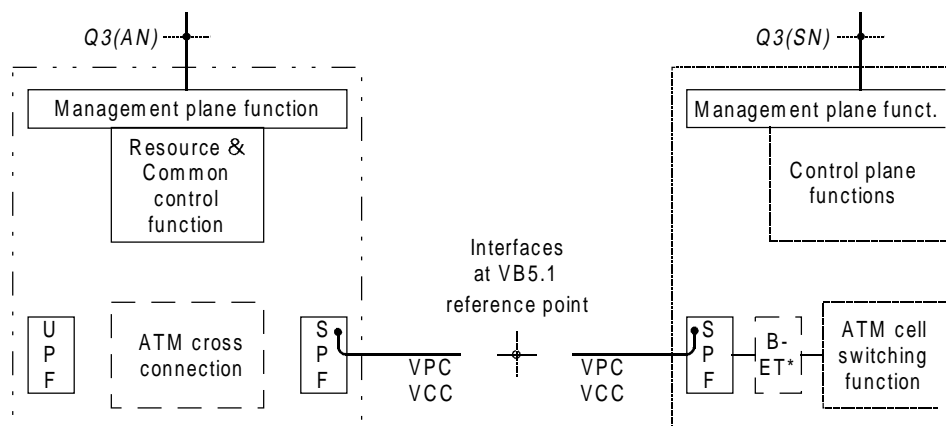 Q3(AN)
Q3(SN)
Management plane function
Management plane funct.
Resource &
Common
control
function
Control plane
functions
Interfaces
at VB5.1
reference point
U
P
F
ATM cross
connection
S
P
F
VPC
VCC
VPC
VCC
S
P
F
B-
ET*
ATM cell
switching
function